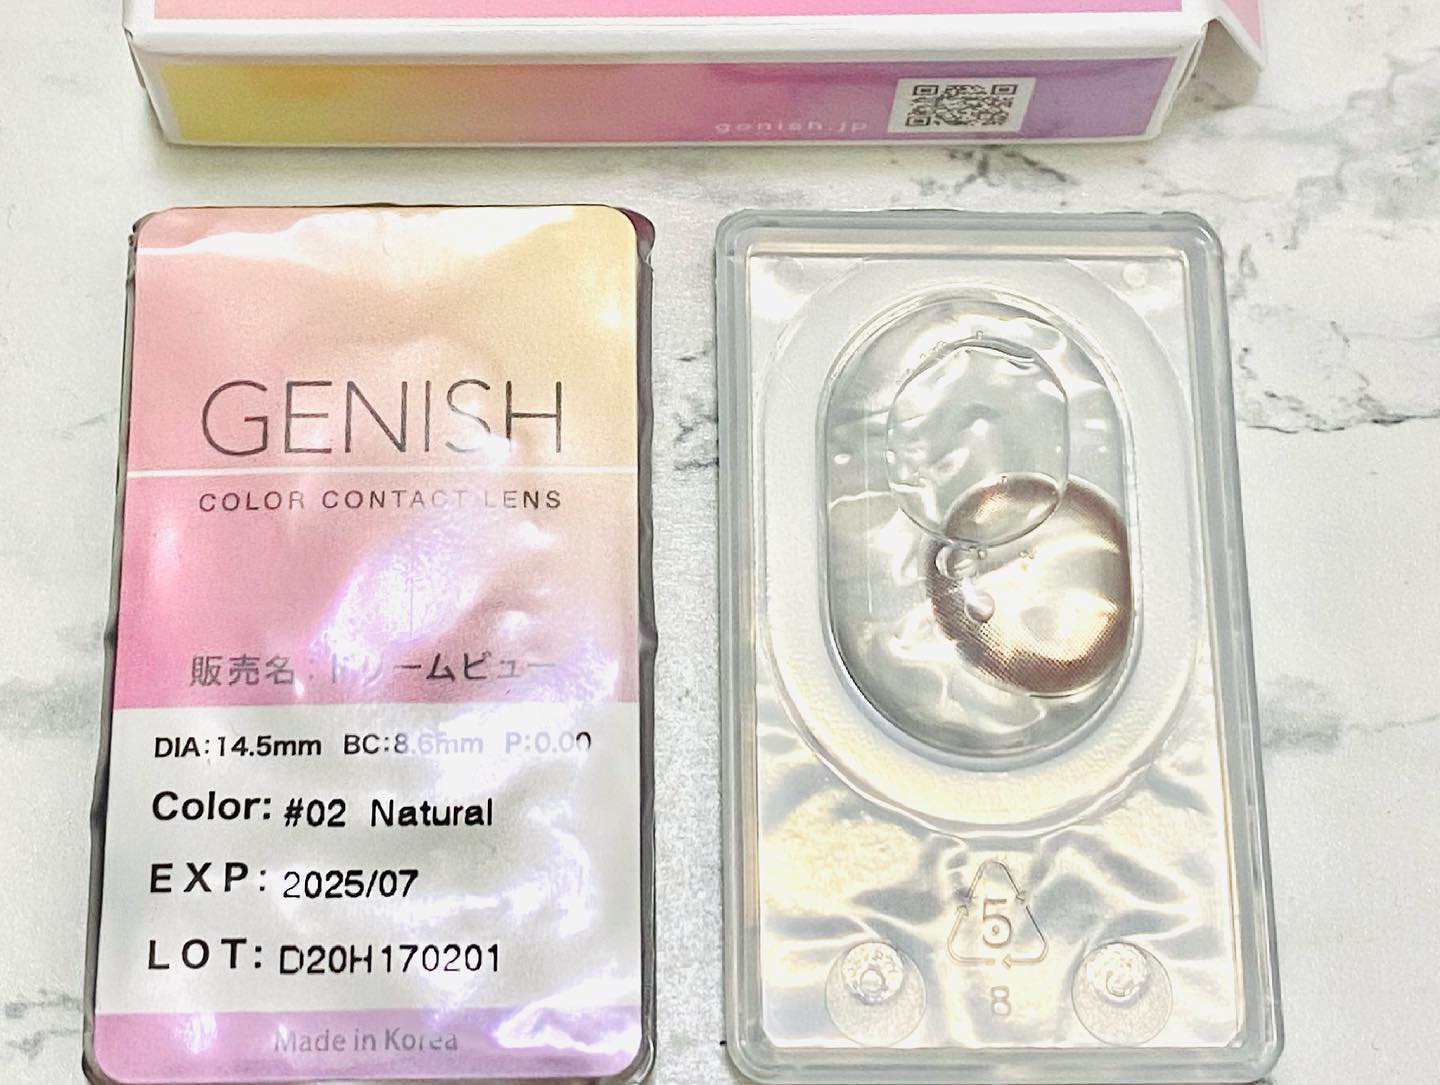 genish.jp
GENISH
COLOR CONTACT LENS
販売名：ドリームビュー
DIA:14.5mm BC:8.6mm P:0.00
Color: #02 Natural
EXP: 2025/07
LOT: D20H170201
Made in Korea
5
8